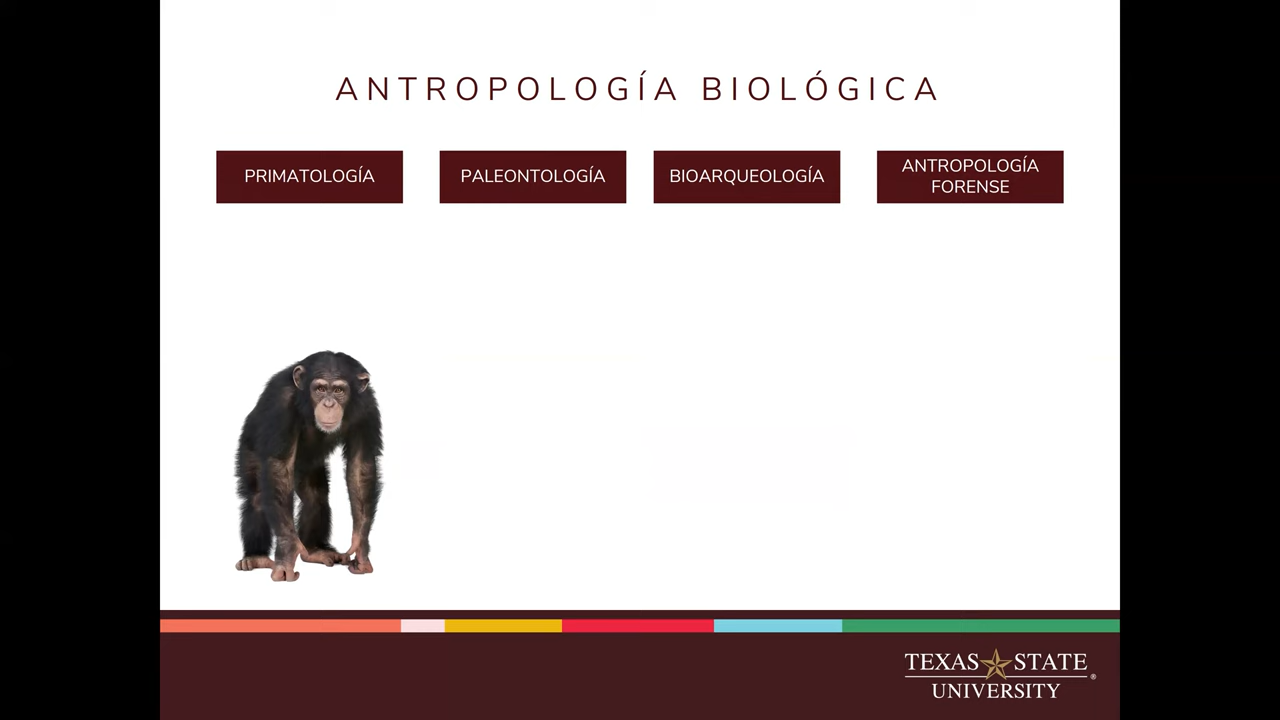 ANTROPOLOGÍA BIOLÓGICA
PRIMATOLOGÍA
PALEONTOLOGÍA
BIOARQUEOLOGÍA
ANTROPOLOGÍA
FORENSE
TEXAS STATE
UNIVERSITY
®